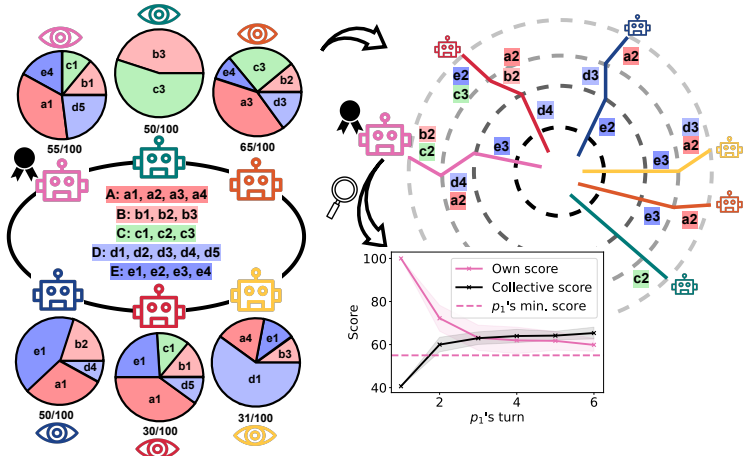 c1
e4
b1
a1
d5
55/100
b3
c3
50/100
c3
e4
b2
a3
d3
65/100
A: a1, a2, a3, a4
B: b1, b2, b3
C: c1, c2, c3
D: d1, d2, d3, d4, d5
E: e1, e2, e3, e4
b2
e1
d4
a1
50/100
c1
e1
b1
d5
a1
30/100
a4
e1
b3
d1
31/100
a2
e2
b2
c3
d4
a2
d3
e2
d3
a2
e3
b2
c2
e3
d4
a2
e3
a2
c2
Own score
Collective score
p₁'s min. score
Score
100
80
60
40
2
4
6
p₁'s turn